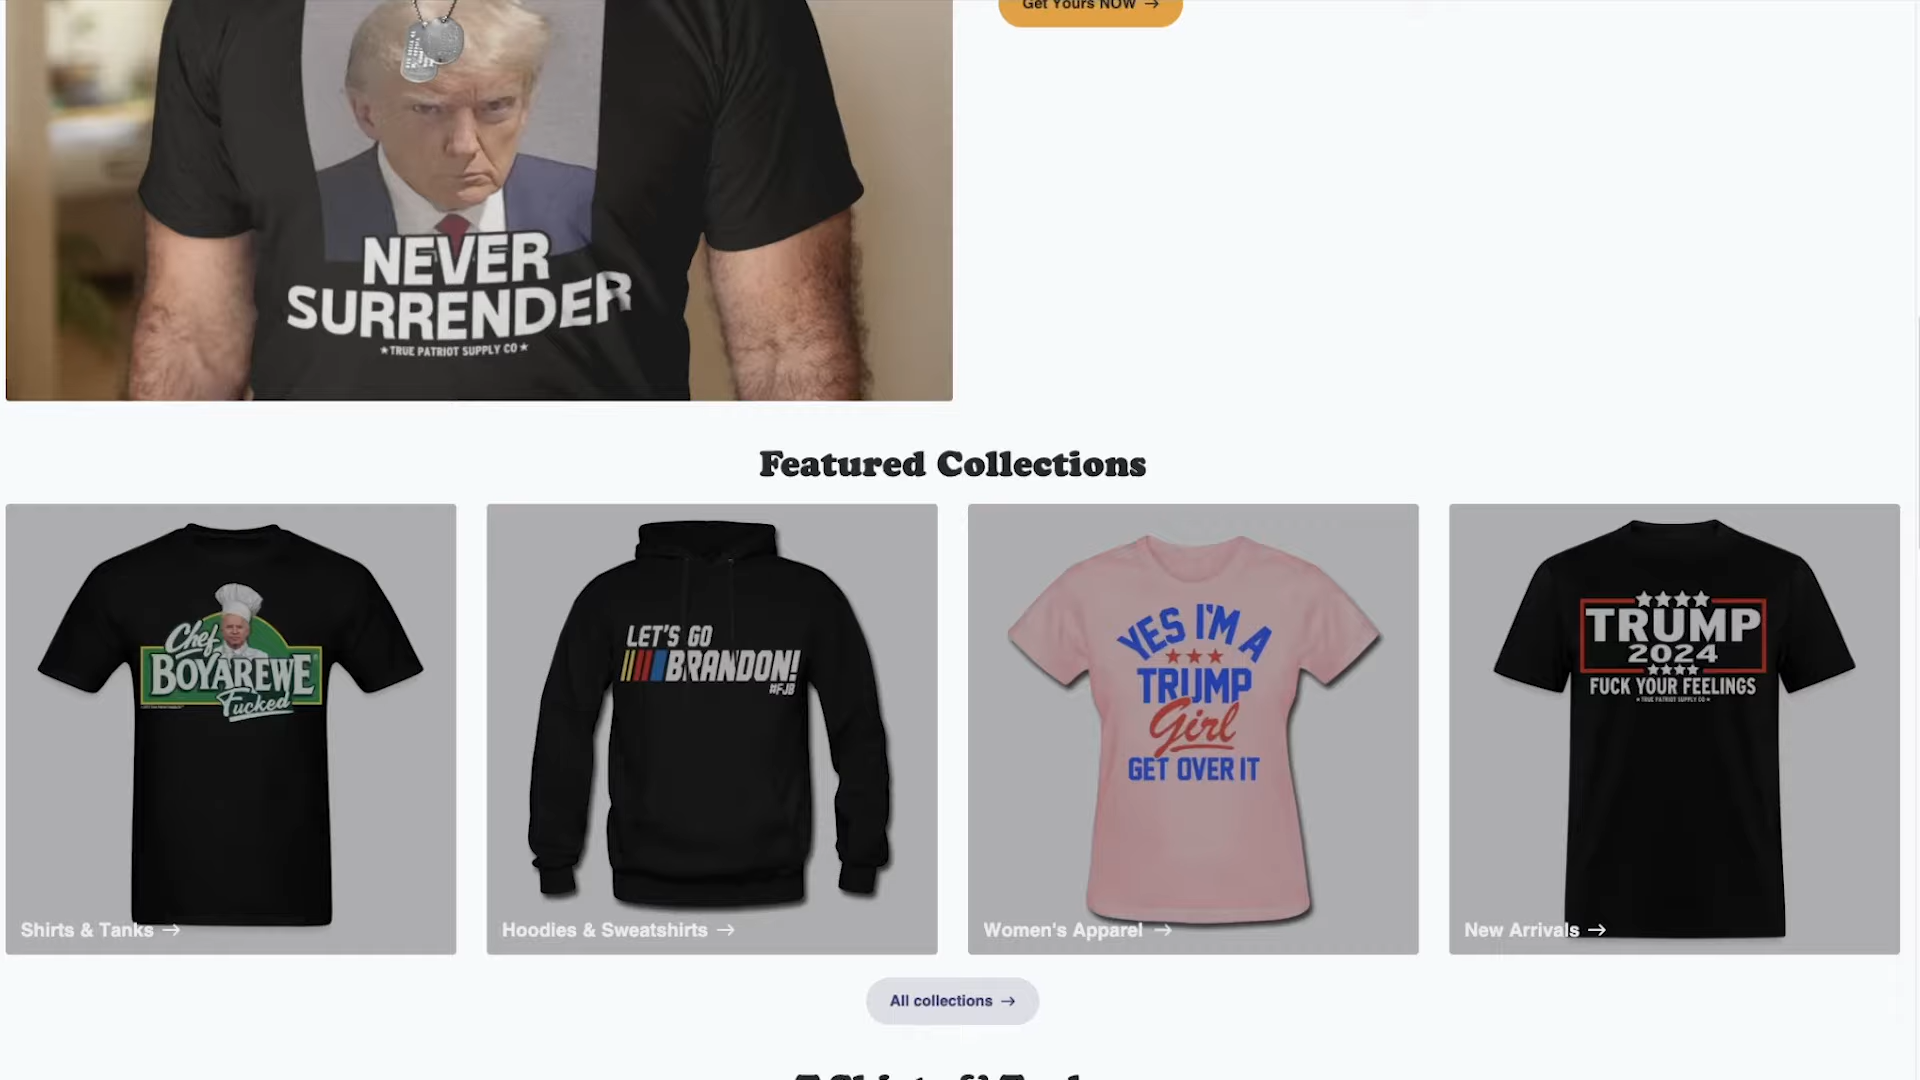 Get Yours NOW →
NEVER
SURRENDER
★TRUE PATRIOT SUPPLY CO★
Featured Collections
Chef
BOYAREWE
Fucked
Shirts & Tanks →
LET'S GO
BRANDON!
#FJB
Hoodies & Sweatshirts →
YES I'M A
★★★
TRUMP
Girl
GET OVER IT
Women's Apparel →
★★★★
TRUMP
2024
★★★★
FUCK YOUR FEELINGS
★ TRUE PATRIOT SUPPLY CO ★
New Arrivals →
All collections →